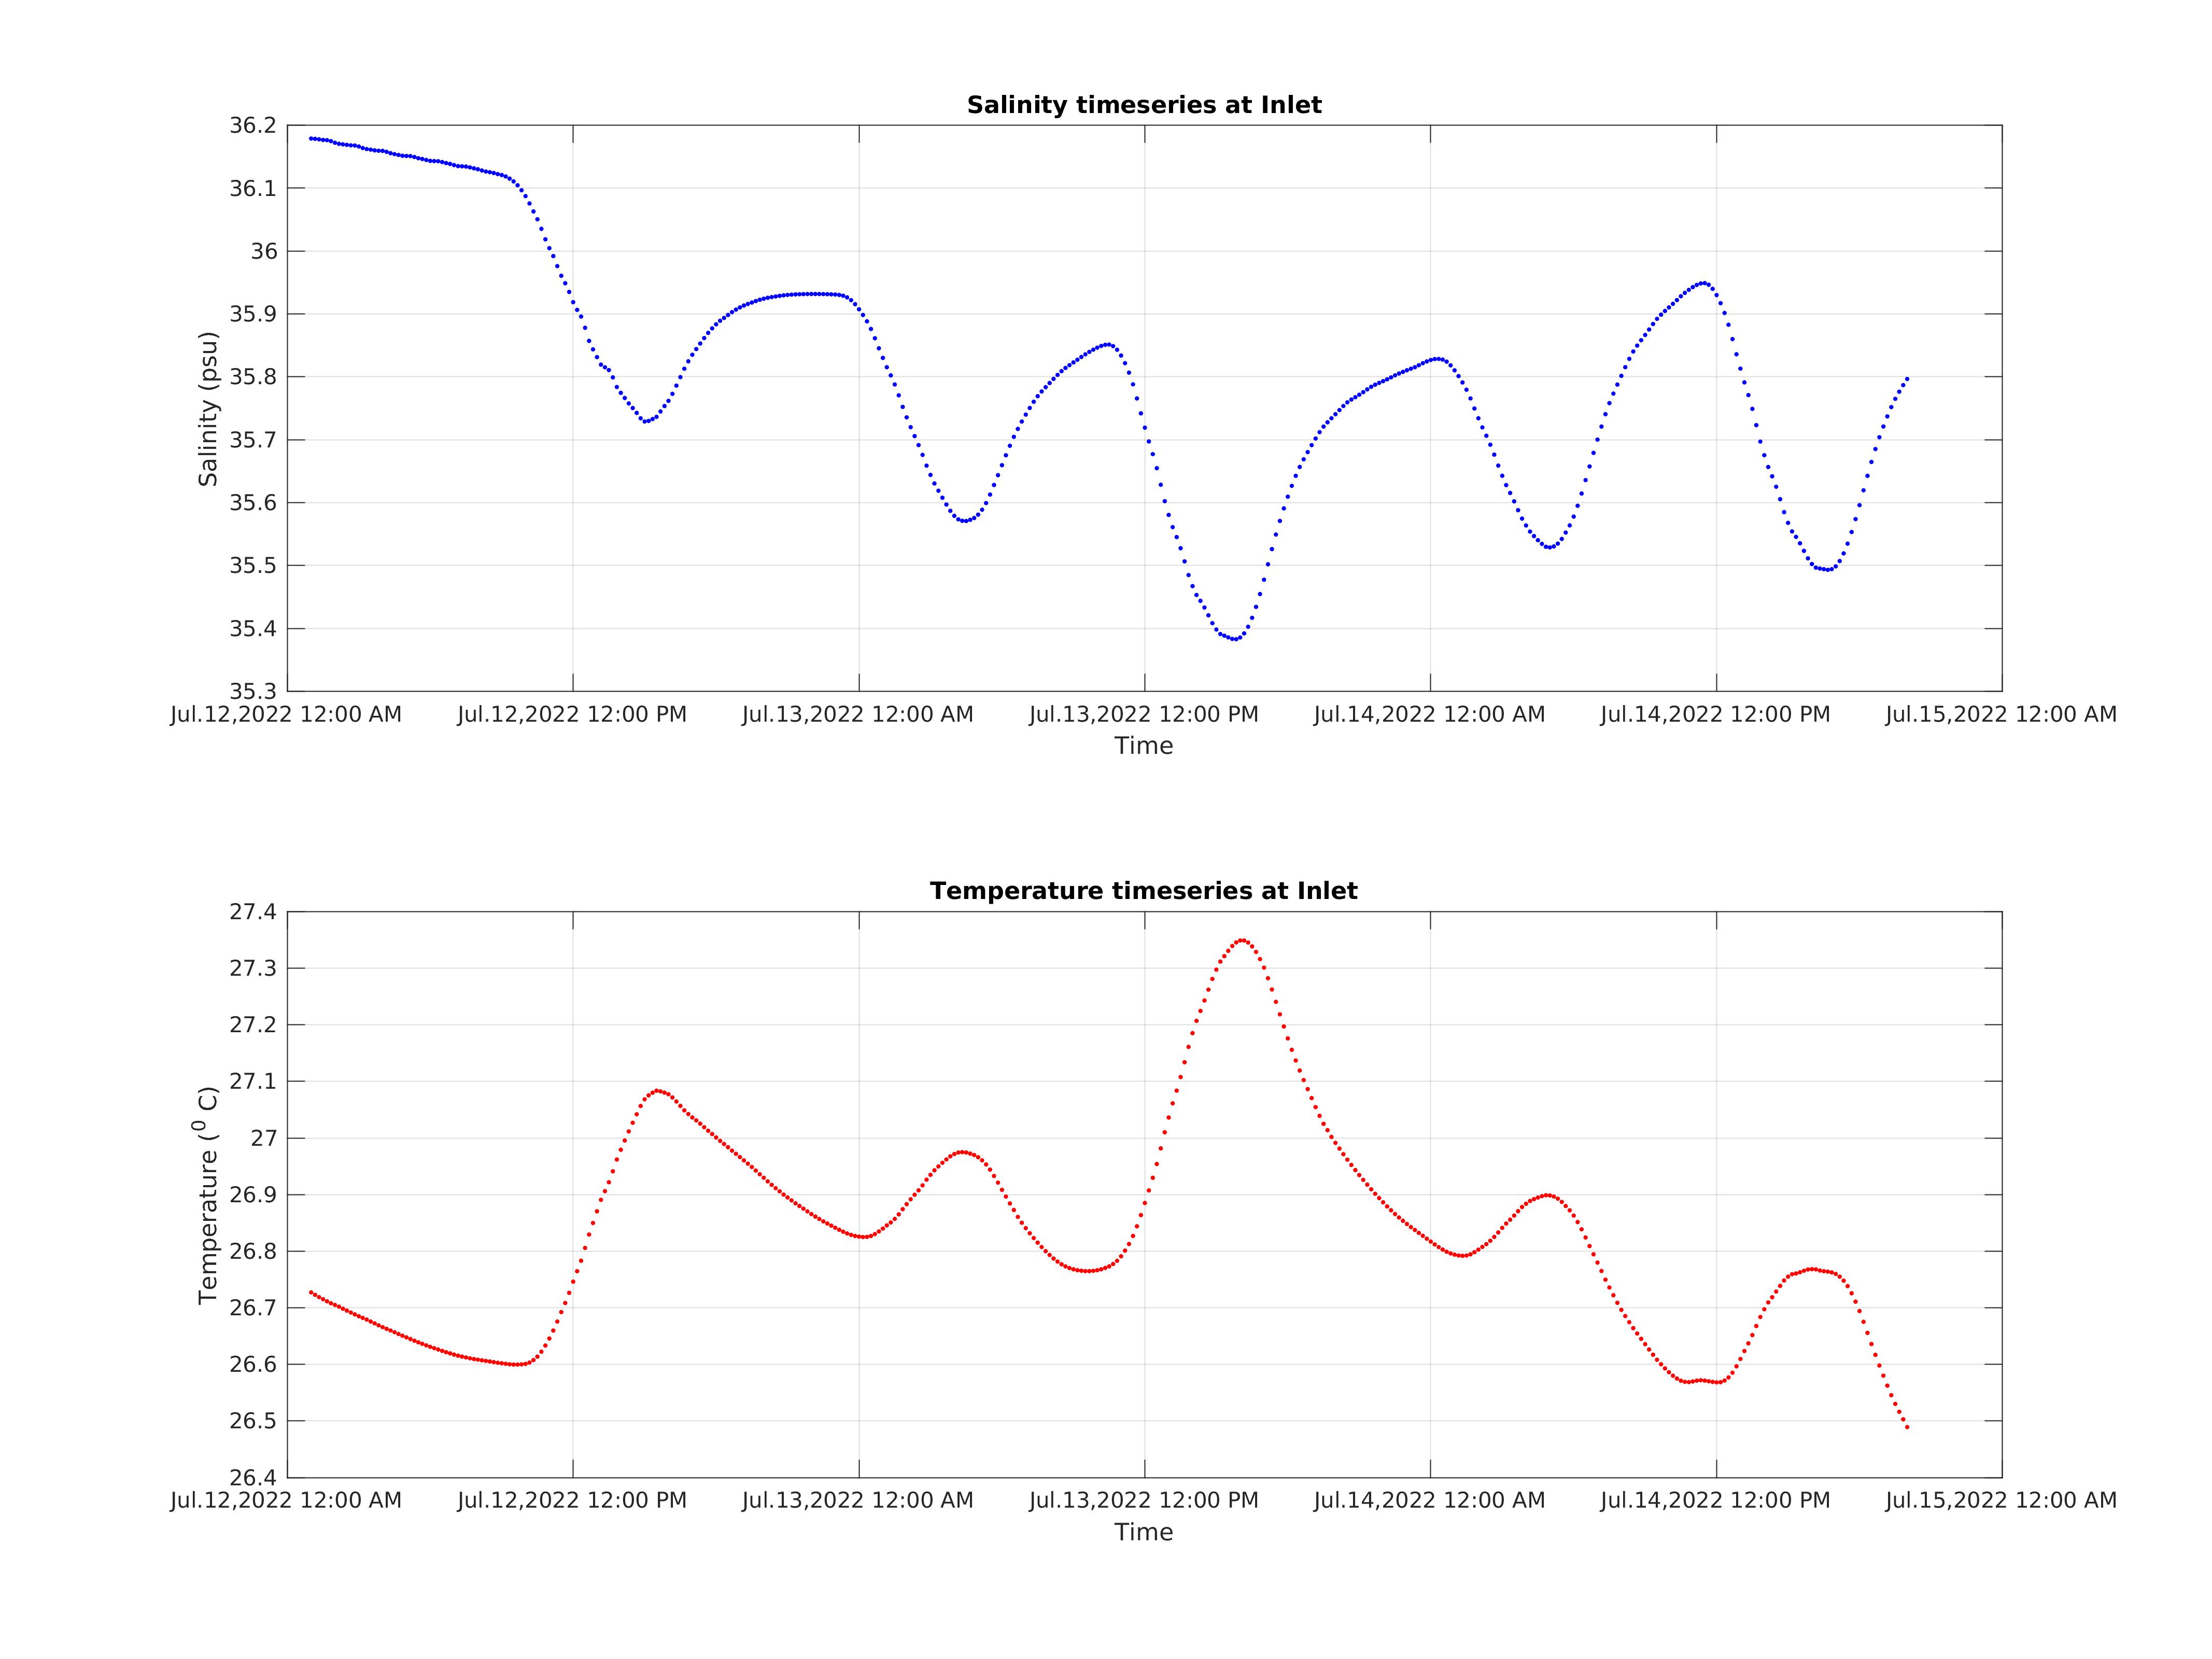 Salinity timeseries at Inlet
36.2
36.1
36
35.9
35.8
35.7
35.6
35.5
35.4
35.3
Salinity (psu)
Jul.12,2022 12:00 AM Jul.12,2022 12:00 PM Jul.13,2022 12:00 AM Jul.13,2022 12:00 PM Jul.14,2022 12:00 AM Jul.14,2022 12:00 PM Jul.15,2022 12:00 AM
Time
Temperature timeseries at Inlet
27.4
27.3
27.2
27.1
27
26.9
26.8
26.7
26.6
26.5
26.4
Temperature (⁰ C)
Jul.12,2022 12:00 AM Jul.12,2022 12:00 PM Jul.13,2022 12:00 AM Jul.13,2022 12:00 PM Jul.14,2022 12:00 AM Jul.14,2022 12:00 PM Jul.15,2022 12:00 AM
Time